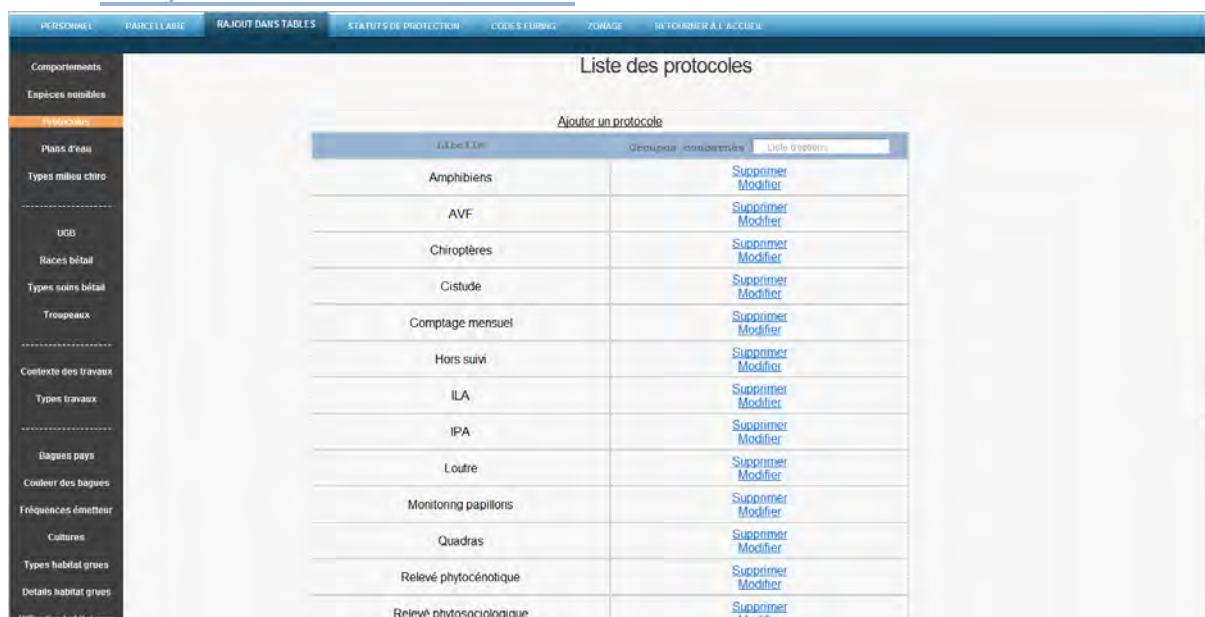 PERSONNEL PARCELLAIRE RAJOUT DANS TABLES STATUTS DE PROTECTION CODES EURING ZONAGE RETOURNER À L'ACCUEIL
Comportements
Espèces nuisibles
Protocoles
Plans d'eau
Types milieu chiro
--------------------
UGB
Races bétail
Types soins bétail
Troupeaux
--------------------
Contexte des travaux
Types travaux
--------------------
Bagues pays
Couleur des bagues
Fréquences émetteur
Cultures
Types habitat grues
Détails habitat grues
Liste des protocoles
Ajouter un protocole
Libelle Groupes concernés Liste d'options
Amphibiens Supprimer
Modifier
AVF Supprimer
Modifier
Chiroptères Supprimer
Modifier
Cistude Supprimer
Modifier
Comptage mensuel Supprimer
Modifier
Hors suivi Supprimer
Modifier
ILA Supprimer
Modifier
IPA Supprimer
Modifier
Loutre Supprimer
Modifier
Monitoring papillons Supprimer
Modifier
Quadras Supprimer
Modifier
Relevé phytocénotique Supprimer
Modifier
Relevé phytosociologique Supprimer